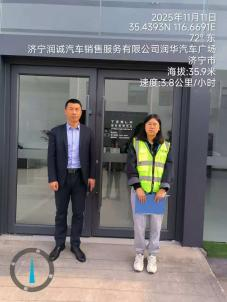 2025年11月11日
35.4393N 116.6691E
72° 东
济宁润诚汽车销售服务有限公司润华汽车广场
济宁市
海拔:35.9米
速度:3.8公里/小时
TESLA